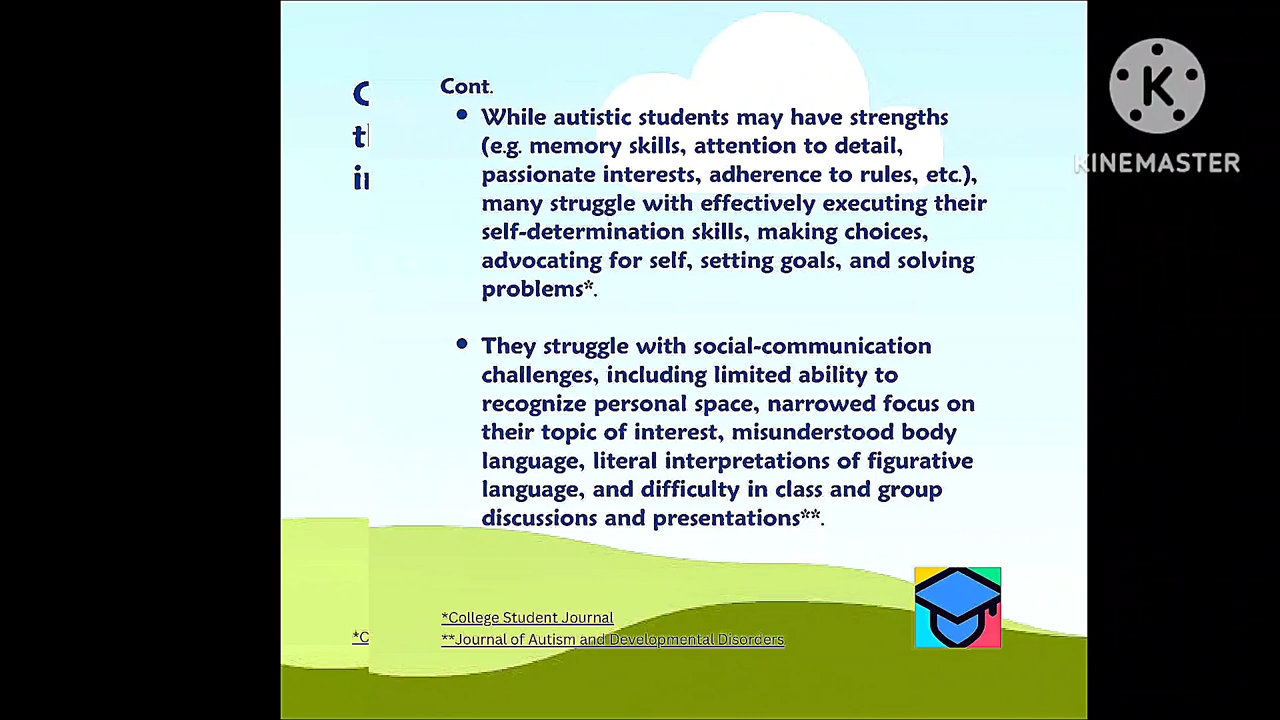 Cont.
While autistic students may have strengths
(e.g. memory skills, attention to detail,
passionate interests, adherence to rules, etc.),
many struggle with effectively executing their
self-determination skills, making choices,
advocating for self, setting goals, and solving
problems*.
They struggle with social-communication
challenges, including limited ability to
recognize personal space, narrowed focus on
their topic of interest, misunderstood body
language, literal interpretations of figurative
language, and difficulty in class and group
discussions and presentations**.
*College Student Journal
**Journal of Autism and Developmental Disorders
K
KINEMASTER